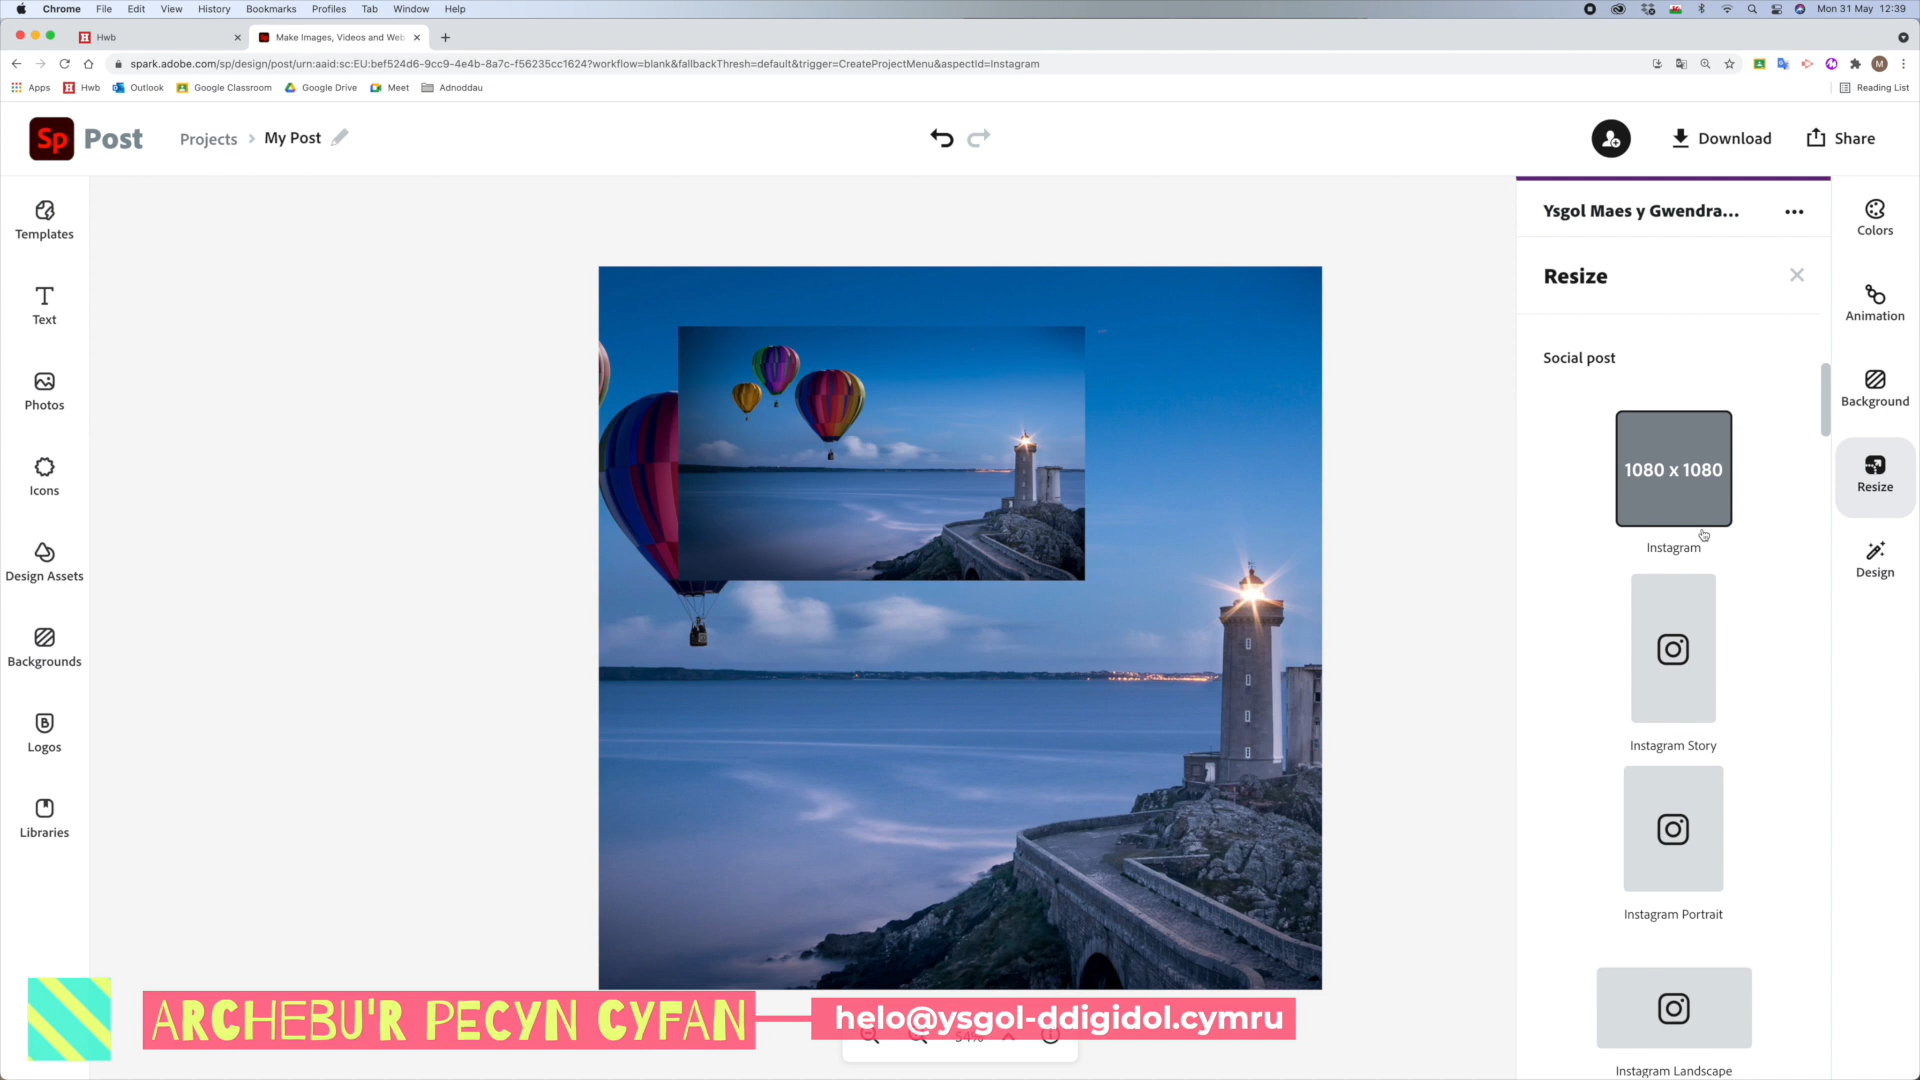 Chrome File Edit View History Bookmarks Profiles Tab Window Help
Mon 31 May 12:39
Hwb
Make Images, Videos and Web
spark.adobe.com/sp/design/post/urn:aaid:sc:EU:bef524d6-9cc9-4e4b-8a7c-f56235cc1624?workflow=blank&fallbackThresh=default&trigger=CreateProjectMenu&aspectId=Instagram
M
Apps Hwb Outlook Google Classroom Google Drive Meet Adnoddau
Reading List
Sp Post
Projects > My Post
Download
Share
Templates
Text
Photos
Icons
Design Assets
Backgrounds
Logos
Libraries
Ysgol Maes y Gwendra...
Resize
Social post
1080 x 1080
Instagram
Instagram Story
Instagram Portrait
Instagram Landscape
Colors
Animation
Background
Resize
Design
ARCHEBU'R PECYN CYFAN
helo@ysgol-ddigidol.cymru
54%